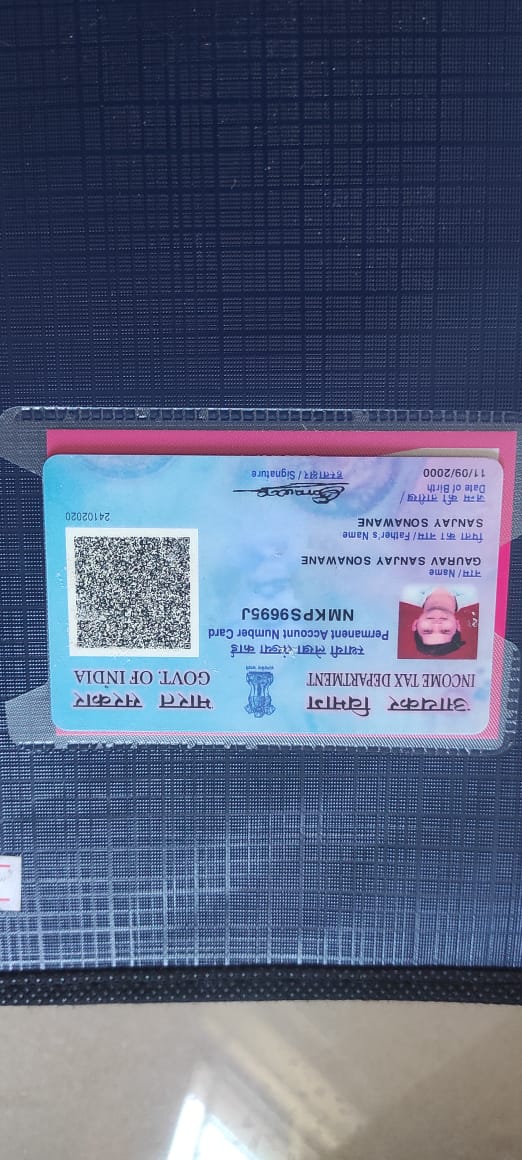 आयकर विभाग भारत सरकार
INCOME TAX DEPARTMENT GOVT. OF INDIA
सत्यमेव जयते
स्थायी लेखा संख्या कार्ड
Permanent Account Number Card
NMKPS9695J
नाम / Name
GAURAV SANJAY SONAWANE
पिता का नाम / Father's Name
SANJAY SONAWANE
जन्म की तारीख /
Date of Birth
11/09/2000
हस्ताक्षर / Signature
24102020